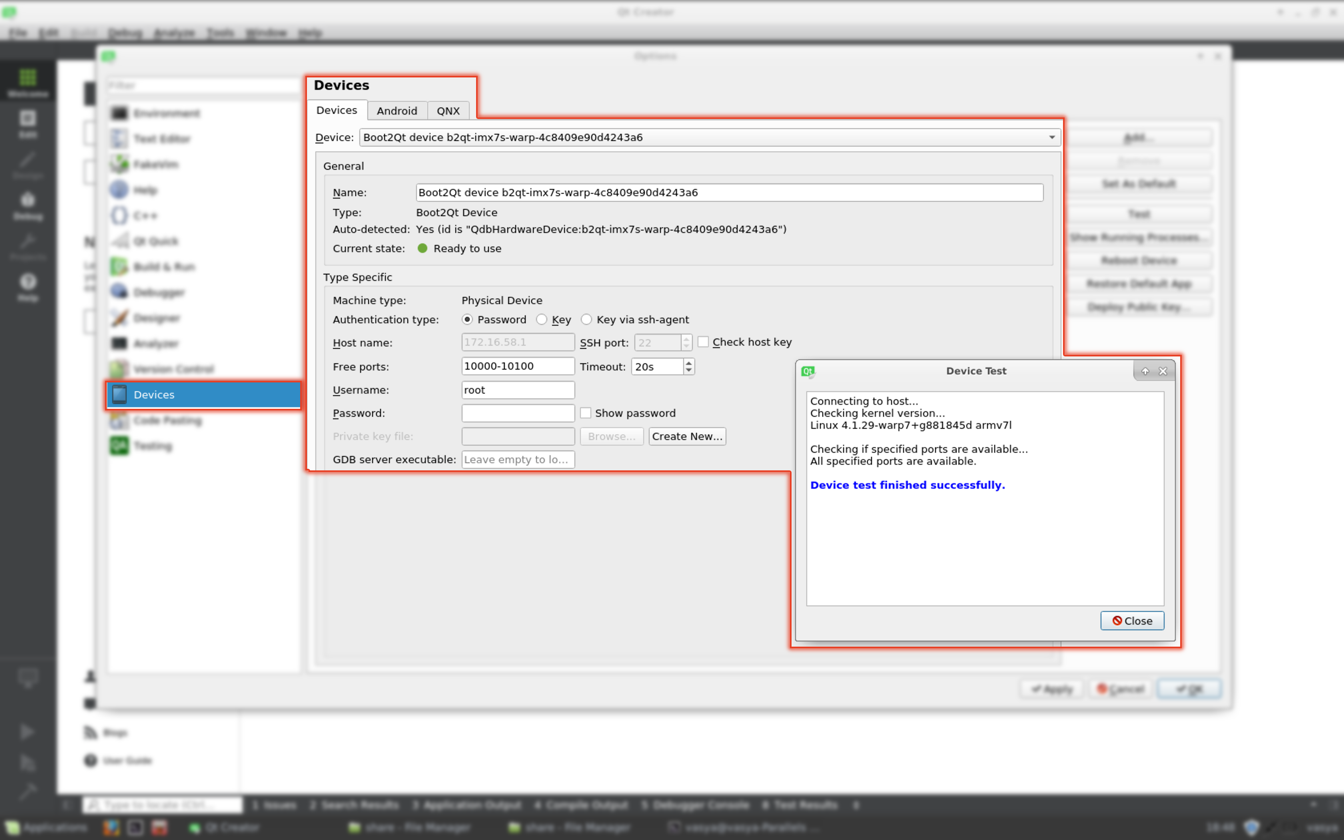 Qt Creator
File Edit Build Debug Analyze Tools Window Help
Options
Welcome
Edit
Design
Debug
Projects
Help
Filter
Environment
Text Editor
FakeVim
Help
C++
Qt Quick
Build & Run
Debugger
Designer
Analyzer
Version Control
Devices
Code Pasting
Testing
Devices
Devices Android QNX
Device: Boot2Qt device b2qt-imx7s-warp-4c8409e90d4243a6
General
Name: Boot2Qt device b2qt-imx7s-warp-4c8409e90d4243a6
Type: Boot2Qt Device
Auto-detected: Yes (id is "QdbHardwareDevice:b2qt-imx7s-warp-4c8409e90d4243a6")
Current state: Ready to use
Type Specific
Machine type: Physical Device
Authentication type: Password Key Key via ssh-agent
Host name: 172.16.58.1 SSH port: 22 Check host key
Free ports: 10000-10100 Timeout: 20s
Username: root
Password: Show password
Private key file: Browse... Create New...
GDB server executable: Leave empty to lo...
Add...
Remove
Set As Default
Test
Show Running Processes...
Reboot Device
Restore Default App
Deploy Public Key...
Device Test
Connecting to host...
Checking kernel version...
Linux 4.1.29-warp7+g881845d armv7l
Checking if specified ports are available...
All specified ports are available.
Device test finished successfully.
Close
Apply Cancel OK
Blogs
User Guide
Type to locate (Ctrl...
1 Issues 2 Search Results 3 Application Output 4 Compile Output 5 Debugger Console 8 Test Results
Applications Qt Creator share - File Manager share - File Manager vasya@vasya-Parallels ... 18:46 vasya